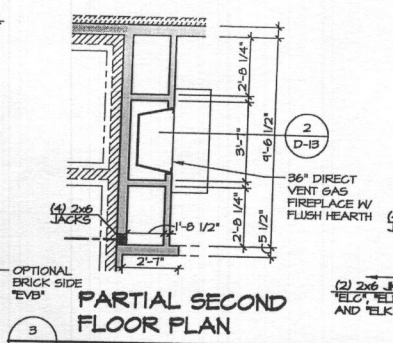 2'-8 1/4"
3'-7"
2'-8 1/4"
9'-6 1/2"
5 1/2"
2
D-13
36" DIRECT
VENT GAS
FIREPLACE W/
FLUSH HEARTH
(4) 2x6
JACKS
1'-8 1/2"
2'-7"
OPTIONAL
BRICK SIDE
"EVB"
PARTIAL SECOND
FLOOR PLAN
3
(2) 2x6
"ELC",
AND "ELK